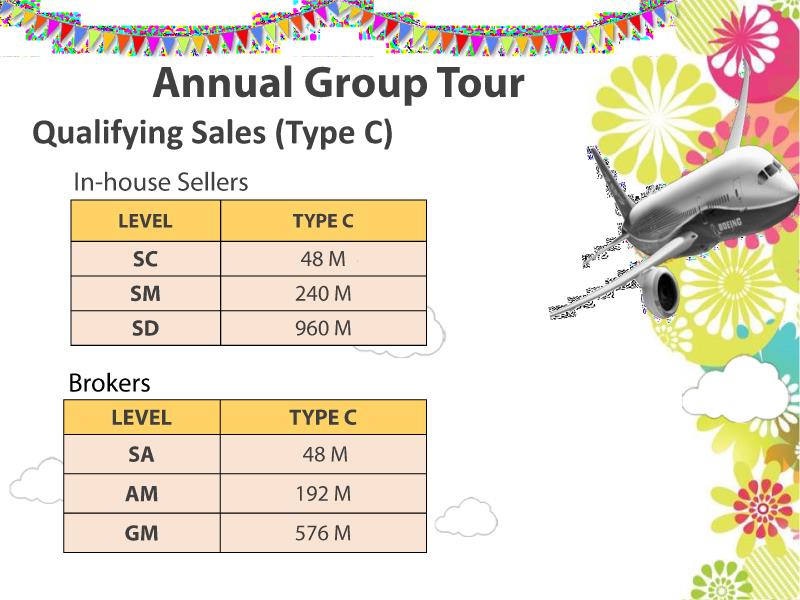 Annual Group Tour
Qualifying Sales (Type C)
In-house Sellers
LEVEL TYPE C
SC 48 M
SM 240 M
SD 960 M
Brokers
LEVEL TYPE C
SA 48 M
AM 192 M
GM 576 M
BOEING